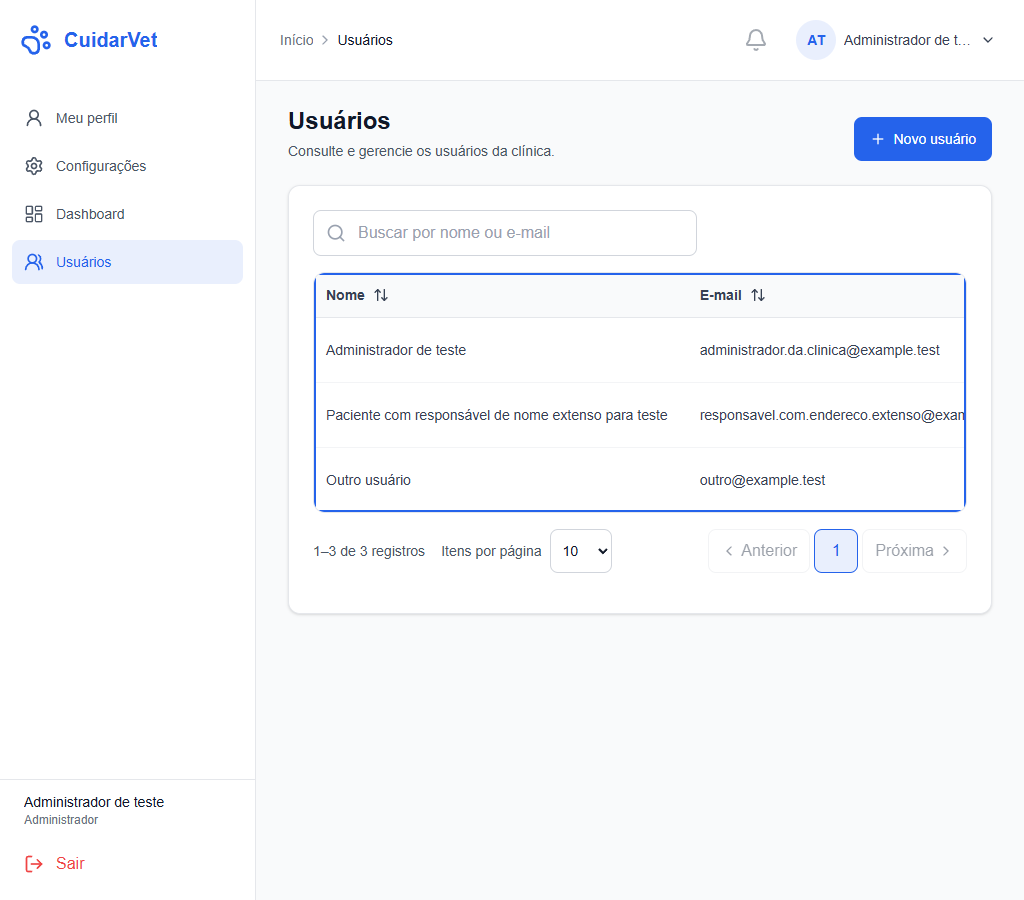 CuidarVet
Início > Usuários
AT Administrador de t...
Meu perfil
Configurações
Dashboard
Usuários
Usuários
Consulte e gerencie os usuários da clínica.
+ Novo usuário
Buscar por nome ou e-mail
Nome E-mail
Administrador de teste administrador.da.clinica@example.test
Paciente com responsável de nome extenso para teste responsavel.com.endereco.extenso@exam
Outro usuário outro@example.test
1–3 de 3 registros Itens por página 10 Anterior 1 Próxima
Administrador de teste
Administrador
Sair